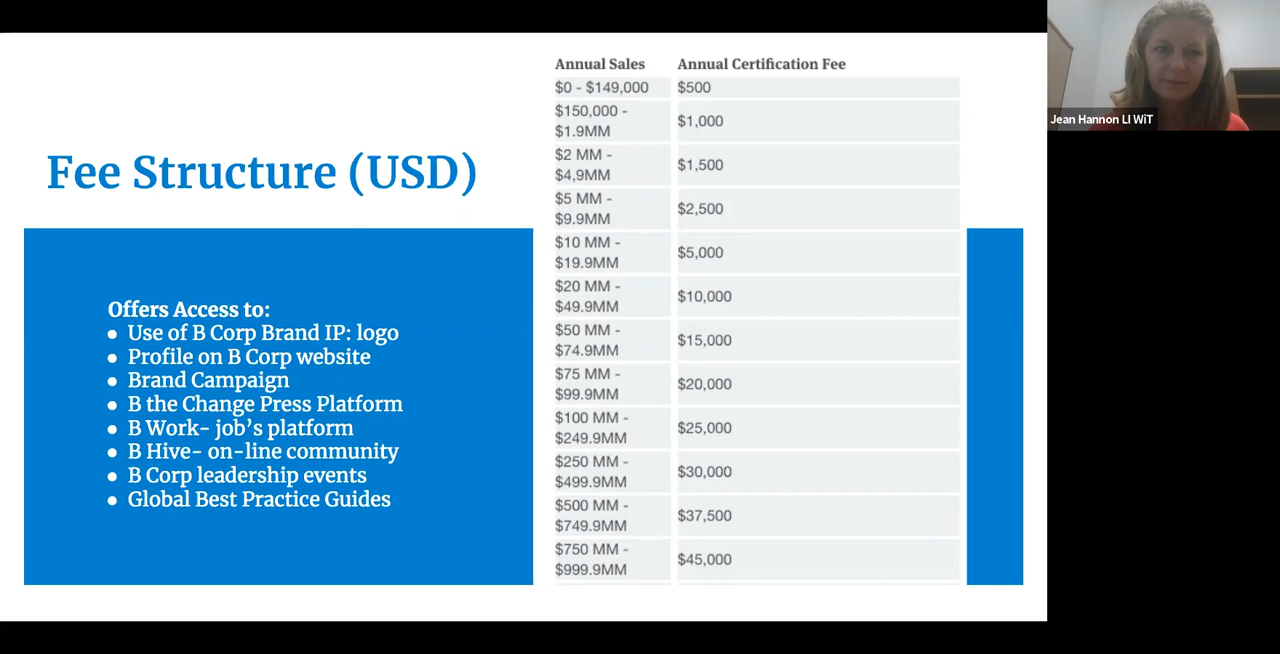 Fee Structure (USD)
Offers Access to:
● Use of B Corp Brand IP: logo
● Profile on B Corp website
● Brand Campaign
● B the Change Press Platform
● B Work- job's platform
● B Hive- on-line community
● B Corp leadership events
● Global Best Practice Guides
Annual Sales Annual Certification Fee
$0 - $149,000 $500
$150,000 -
$1.9MM
$1,000
$2 MM -
$4,9MM
$1,500
$5 MM -
$9.9MM
$2,500
$10 MM -
$19.9MM
$5,000
$20 MM -
$49.9MM
$10,000
$50 MM -
$74.9MM
$15,000
$75 MM -
$99.9MM
$20,000
$100 MM -
$249.9MM
$25,000
$250 MM -
$499.9MM
$30,000
$500 MM -
$749.9MM
$37,500
$750 MM -
$999.9MM
$45,000
Jean Hannon LI WiT